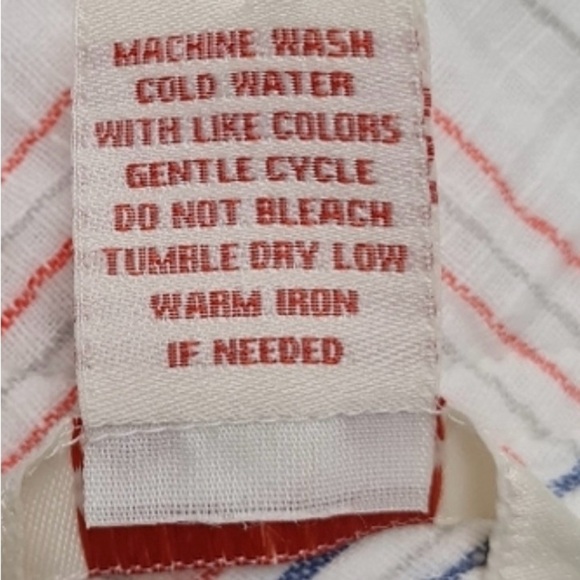 MACHINE WASH
COLD WATER
WITH LIKE COLORS
GENTLE CYCLE
DO NOT BLEACH
TUMBLE DRY LOW
WARM IRON
IF NEEDED